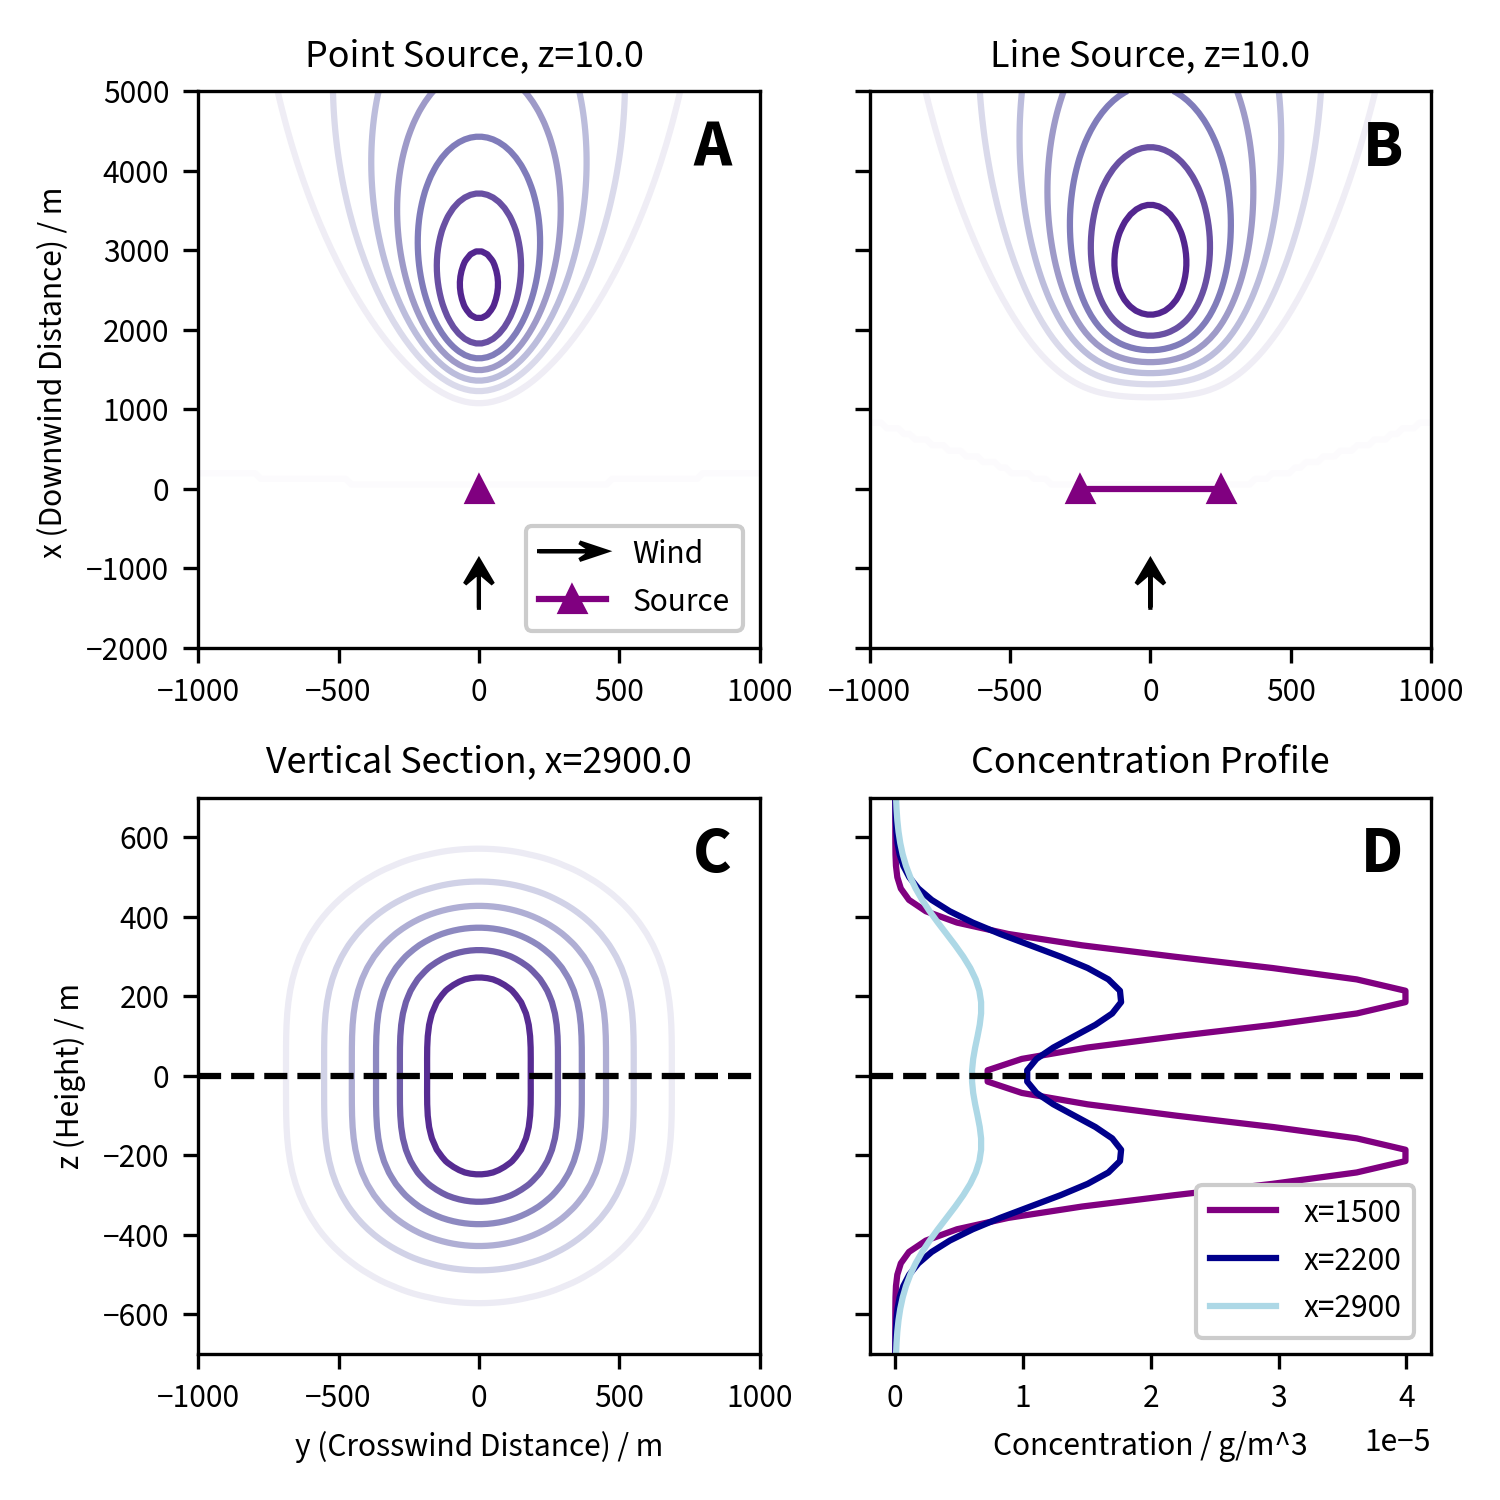 Point Source, z=10.0
A
x (Downwind Distance) / m
5000
4000
3000
2000
1000
0
−1000
−2000
−1000
−500
0
500
1000
Wind
Source
Line Source, z=10.0
B
−1000
−500
0
500
1000
Vertical Section, x=2900.0
C
z (Height) / m
600
400
200
0
−200
−400
−600
−1000
−500
0
500
1000
y (Crosswind Distance) / m
Concentration Profile
D
x=1500
x=2200
x=2900
0
1
2
3
4
1e−5
Concentration / g/m^3